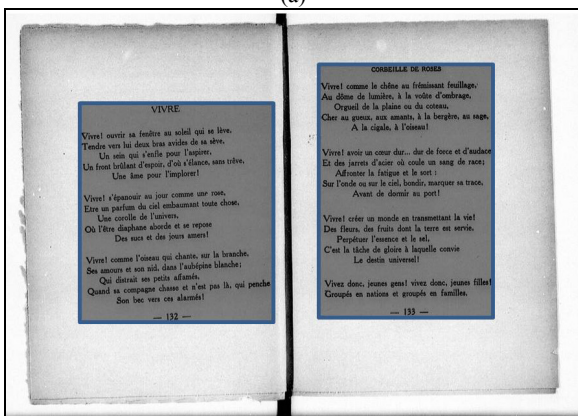 (a)
VIVRE
Vivre! ouvrir sa fenêtre au soleil qui se lève,
Tendre vers lui deux bras avides de sa sève,
Un sein qui s'enfle pour l'aspirer,
Un front brûlant d'espoir, d'où s'élance, sans trêve,
Une âme pour l'implorer!
Vivre! s'épanouir au jour comme une rose,
Etre un parfum du ciel embaumant toute chose,
Une corolle de l'univers,
Où l'être diaphane aborde et se repose
Des sucs et des jours amers!
Vivre! comme l'oiseau qui chante, sur la branche,
Ses amours et son nid, dans l'aubépine blanche;
Qui distrait ses petits affamés,
Quand sa compagne chasse et n'est pas là, qui penche
Son bec vers ces alarmés!
— 132 —
CORBEILLE DE ROSES
Vivre! comme le chêne au frémissant feuillage,
Au dôme de lumière, à la voûte d'ombrage,
Orgueil de la plaine ou du coteau,
Cher au gueux, aux amants, à la bergère, au sage,
A la cigale, à l'oiseau!
Vivre! avoir un cœur dur... dur de force et d'audace
Et des jarrets d'acier où coule un sang de race;
Affronter la fatigue et le sort :
Sur l'onde ou sur le ciel, bondir, marquer sa trace,
Avant de dormir au port!
Vivre! créer un monde en transmettant la vie!
Des fleurs, des fruits dont la terre est servie,
Perpétuer l'essence et le sel,
C'est la tâche de gloire à laquelle convie
Le destin universel!
Vivez donc, jeunes gens! vivez donc, jeunes filles!
Groupés en nations et groupés en familles,
— 133 —